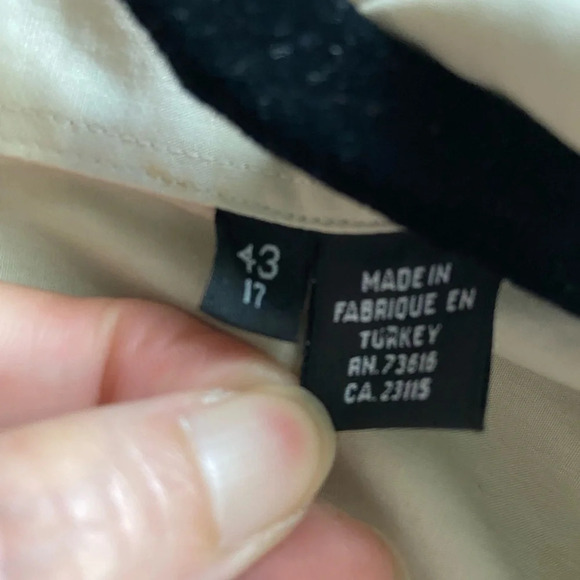 43
17
MADE IN
FABRIQUE EN
TURKEY
RN.73616
CA.23115